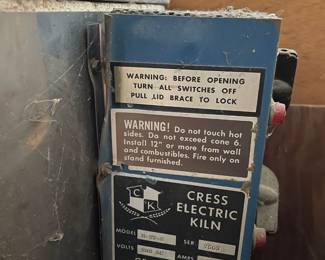 WARNING: BEFORE OPENING
TURN ALL SWITCHES OFF
PULL LID BRACE TO LOCK
WARNING! Do not touch hot
sides. Do not exceed cone 6.
Install 12" or more from wall
and combustibles. Fire only on
stand furnished.
C K
CRESS
ELECTRIC
KILN
MODEL
SER.
VOLTS
AC
AMPS